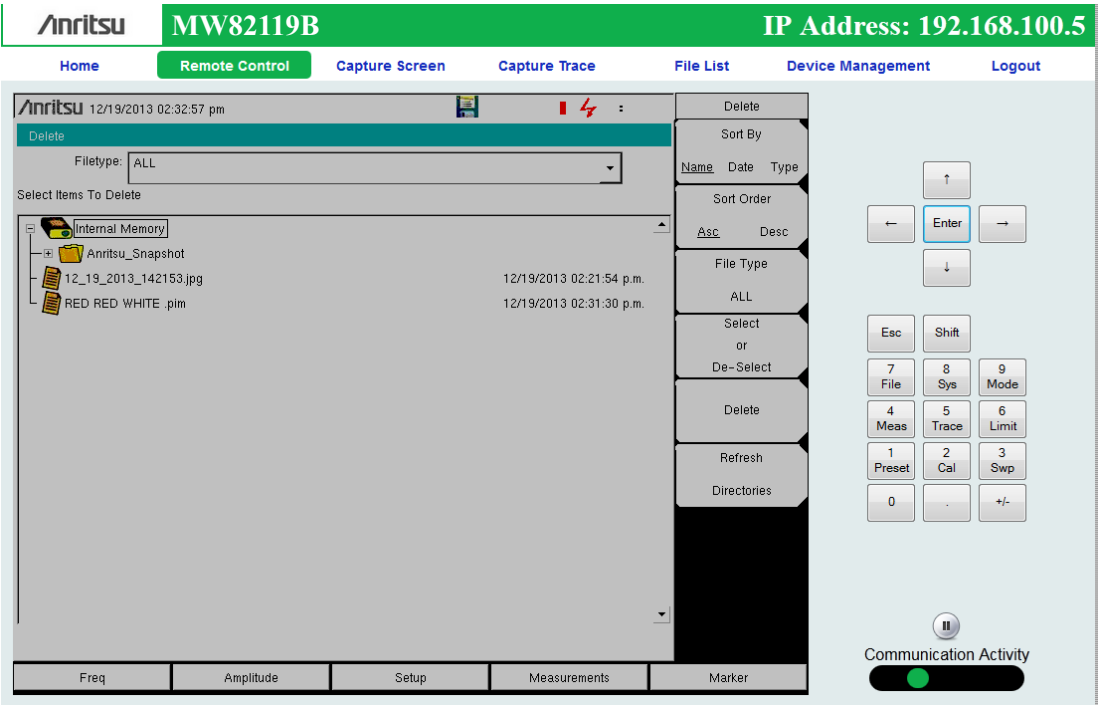 Anritsu MW82119B IP Address: 192.168.100.5
Home Remote Control Capture Screen Capture Trace File List Device Management Logout
Anritsu 12/19/2013 02:32:57 pm :
Delete
Filetype: ALL
Select Items To Delete
Internal Memory
Anritsu_Snapshot
12_19_2013_142153.jpg 12/19/2013 02:21:54 p.m.
RED RED WHITE .pim 12/19/2013 02:31:30 p.m.
Delete
Sort By
Name Date Type
Sort Order
Asc Desc
File Type
ALL
Select
or
De-Select
Delete
Refresh
Directories
Freq Amplitude Setup Measurements Marker
↑
← Enter →
↓
Esc Shift
7 8 9
File Sys Mode
4 5 6
Meas Trace Limit
1 2 3
Preset Cal Swp
0 . +/-
Communication Activity